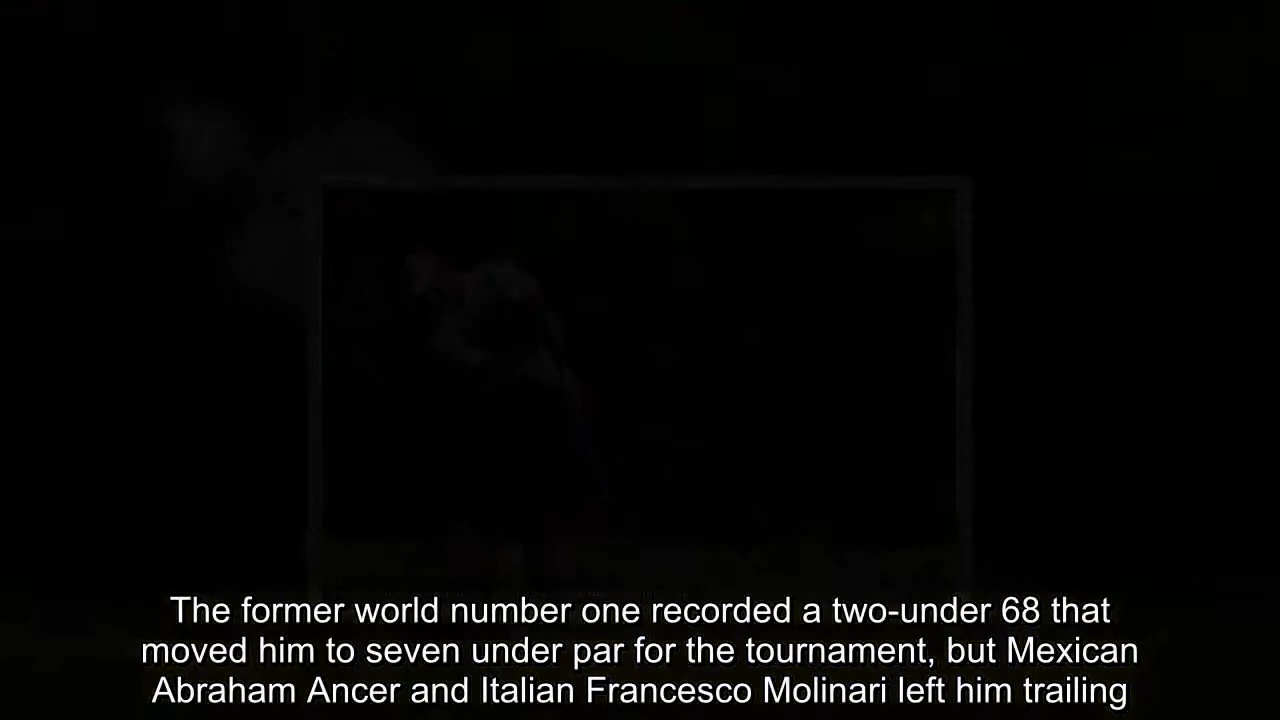 The former world number one recorded a two-under 68 that
moved him to seven under par for the tournament, but Mexican
Abraham Ancer and Italian Francesco Molinari left him trailing